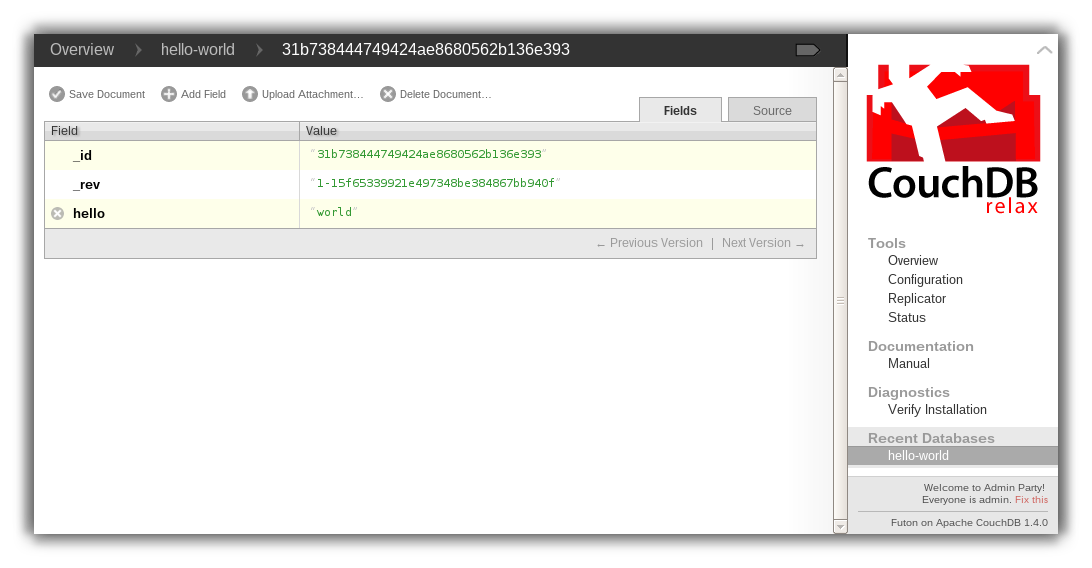 Overview hello-world 31b738444749424ae8680562b136e393
Save Document Add Field Upload Attachment… Delete Document…
Fields Source
Field Value
_id "31b738444749424ae8680562b136e393"
_rev "1-15f65339921e497348be384867bb940f"
hello "world"
← Previous Version | Next Version →
CouchDB
relax
Tools
Overview
Configuration
Replicator
Status
Documentation
Manual
Diagnostics
Verify Installation
Recent Databases
hello-world
Welcome to Admin Party!
Everyone is admin. Fix this
Futon on Apache CouchDB 1.4.0